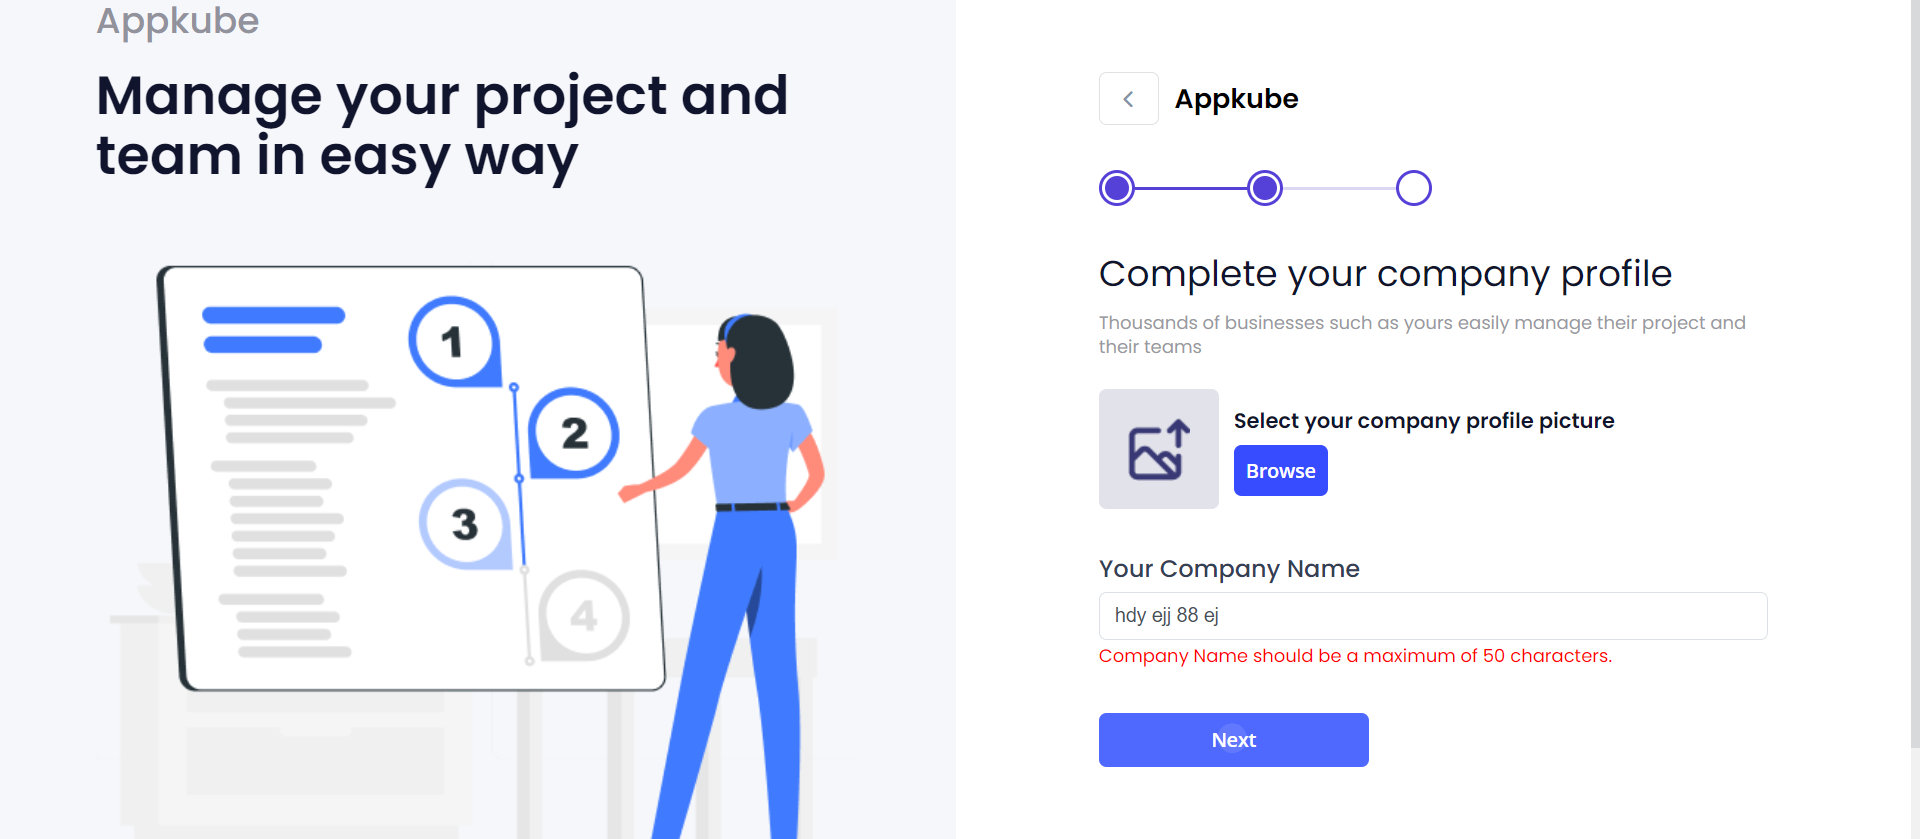 Appkube
Manage your project and
team in easy way
1
2
3
4
Appkube
Complete your company profile
Thousands of businesses such as yours easily manage their project and
their teams
Select your company profile picture
Browse
Your Company Name
hdy ejj 88 ej
Company Name should be a maximum of 50 characters.
Next